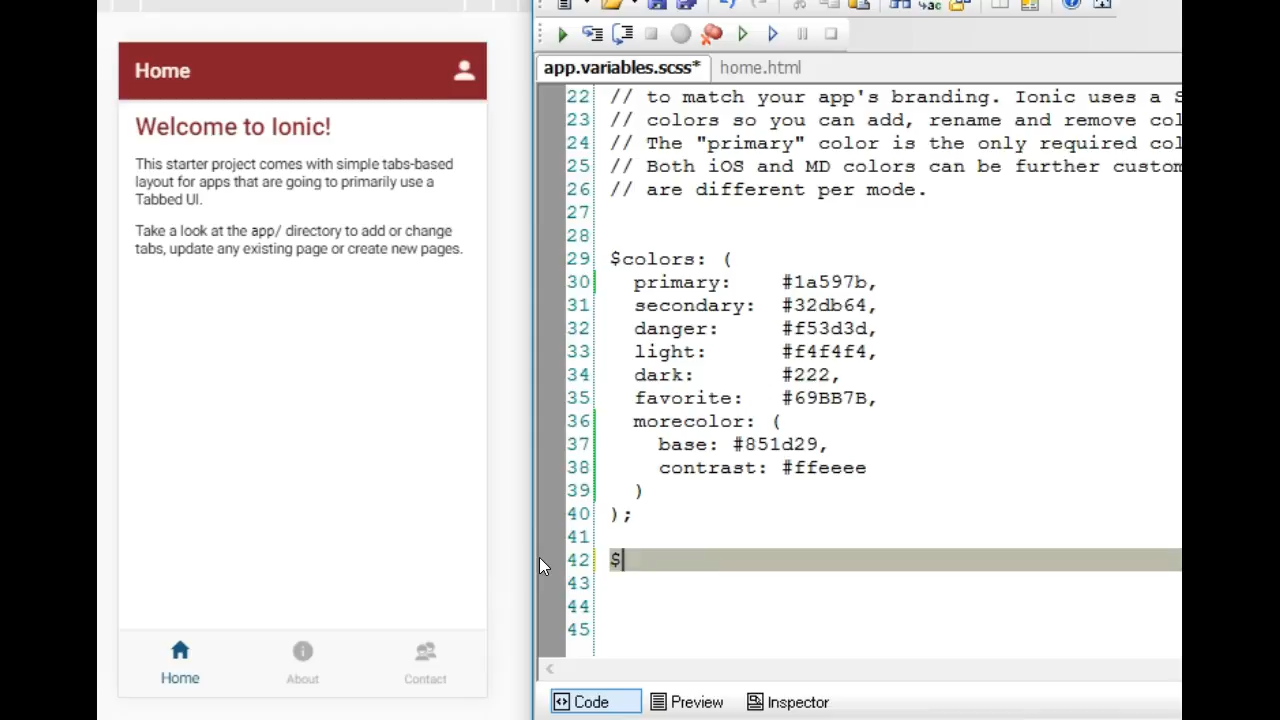 Home
Welcome to Ionic!
This starter project comes with simple tabs-based
layout for apps that are going to primarily use a
Tabbed UI.
Take a look at the app/ directory to add or change
tabs, update any existing page or create new pages.
Home
About
Contact
app.variables.scss*
home.html
22 // to match your app's branding. Ionic uses a S
23 // colors so you can add, rename and remove col
24 // The "primary" color is the only required col
25 // Both iOS and MD colors can be further custom
26 // are different per mode.
27
28
29 $colors: (
30 primary: #1a597b,
31 secondary: #32db64,
32 danger: #f53d3d,
33 light: #f4f4f4,
34 dark: #222,
35 favorite: #69BB7B,
36 morecolor: (
37 base: #851d29,
38 contrast: #ffeeee
39 )
40 );
41
42 $
43
44
45
Code
Preview
Inspector